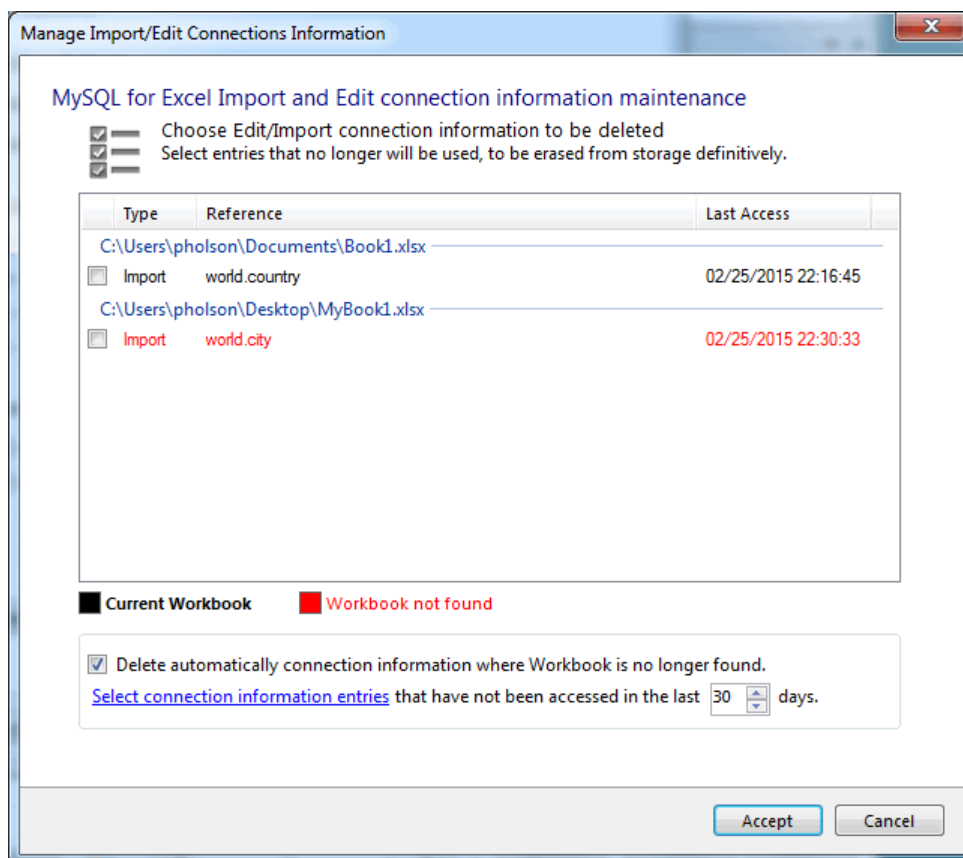 Manage Import/Edit Connections Information
X
MySQL for Excel Import and Edit connection information maintenance
Choose Edit/Import connection information to be deleted
Select entries that no longer will be used, to be erased from storage definitively.
Type Reference Last Access
C:\Users\pholson\Documents\Book1.xlsx
Import world.country 02/25/2015 22:16:45
C:\Users\pholson\Desktop\MyBook1.xlsx
Import world.city 02/25/2015 22:30:33
Current Workbook Workbook not found
Delete automatically connection information where Workbook is no longer found.
Select connection information entries that have not been accessed in the last 30 days.
Accept Cancel